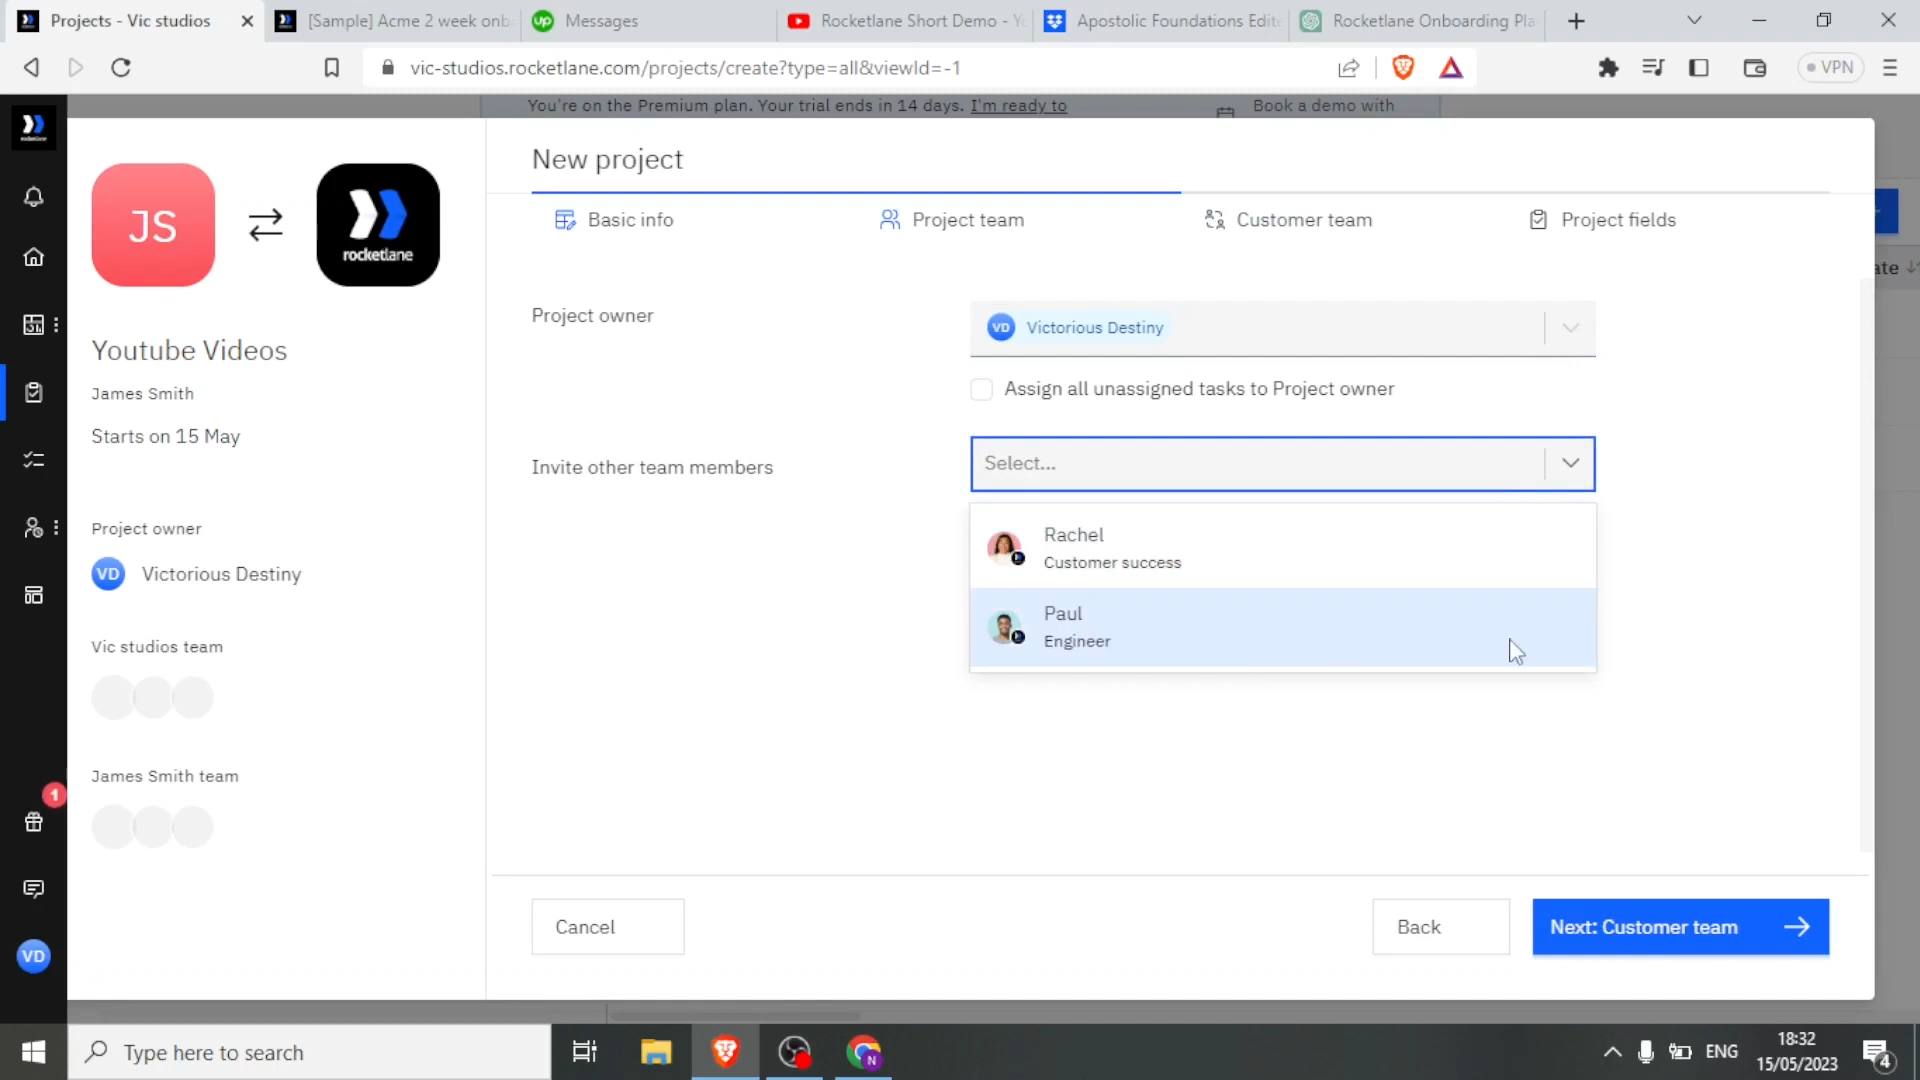 Projects - Vic studios
[Sample] Acme 2 week onb
Messages
Rocketlane Short Demo - Yo
Apostolic Foundations Edite
Rocketlane Onboarding Pla
vic-studios.rocketlane.com/projects/create?type=all&viewId=-1
VPN
You're on the Premium plan. Your trial ends in 14 days. I'm ready to
Book a demo with
rocketlane
JS
rocketlane
Youtube Videos
James Smith
Starts on 15 May
Project owner
VD Victorious Destiny
Vic studios team
James Smith team
1
VD
New project
Basic info
Project team
Customer team
Project fields
Project owner
VD Victorious Destiny
Assign all unassigned tasks to Project owner
Invite other team members
Select...
Rachel
Customer success
Paul
Engineer
Cancel
Back
Next: Customer team
ate
Type here to search
N
ENG
18:32
15/05/2023
4